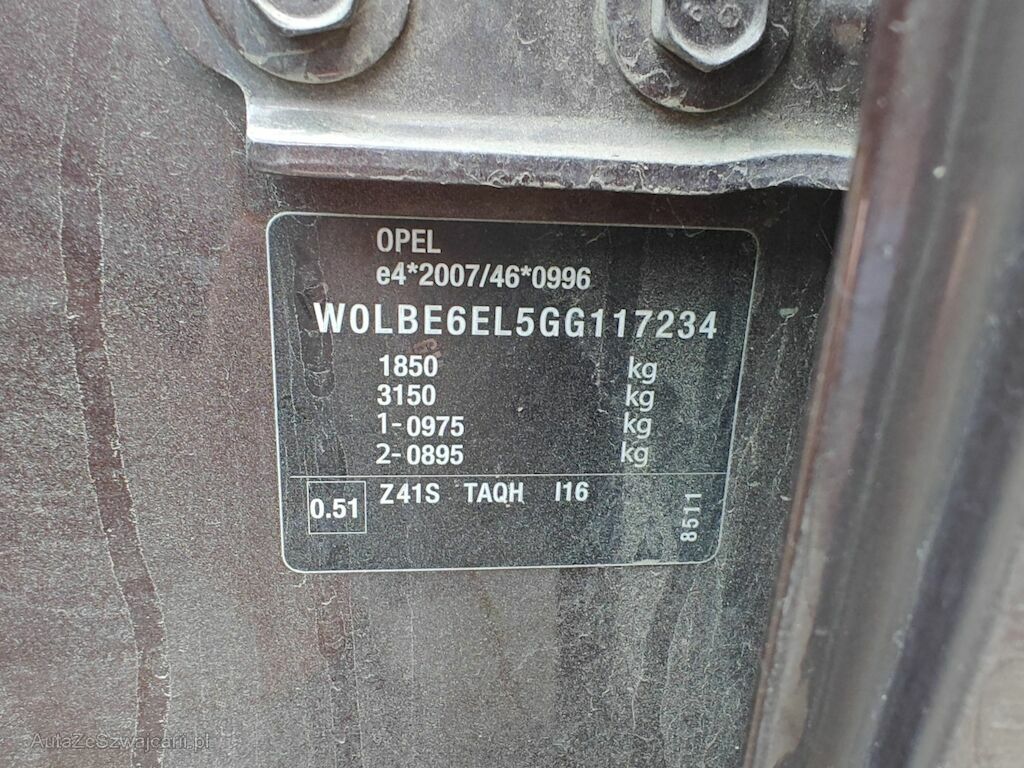 OPEL
e4*2007/46*0996
W0LBE6EL5GG117234
1850 kg
3150 kg
1-0975 kg
2-0895 kg
0.51 Z41S TAQH I16
8511
AutaZeSzwajcarii.pl